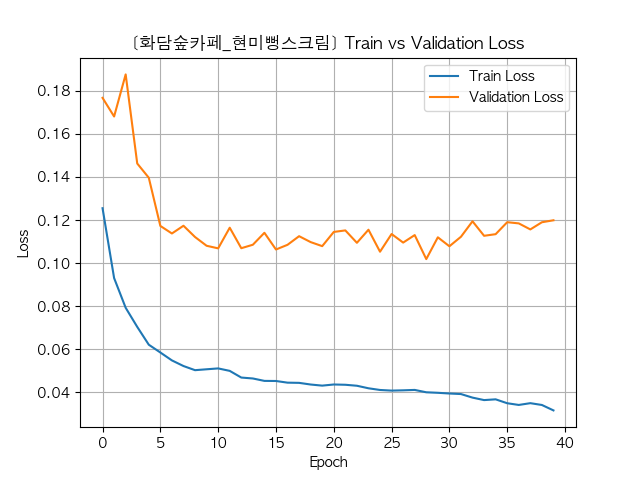 [화담숲카페_현미뻥스크림] Train vs Validation Loss
Train Loss
Validation Loss
Loss
0.18
0.16
0.14
0.12
0.10
0.08
0.06
0.04
0 5 10 15 20 25 30 35 40
Epoch